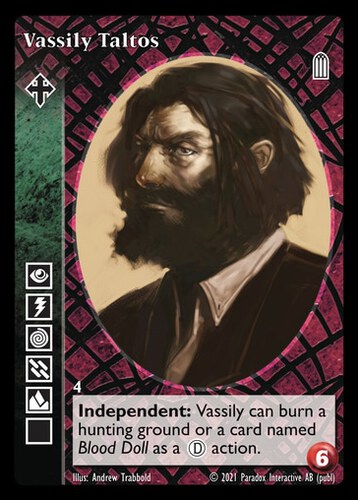 Vassily Taltos
4
Independent: Vassily can burn a
hunting ground or a card named
Blood Doll as a Ⓓ action.
6
Illus: Andrew Trabbold © 2021 Paradox Interactive AB (publ)